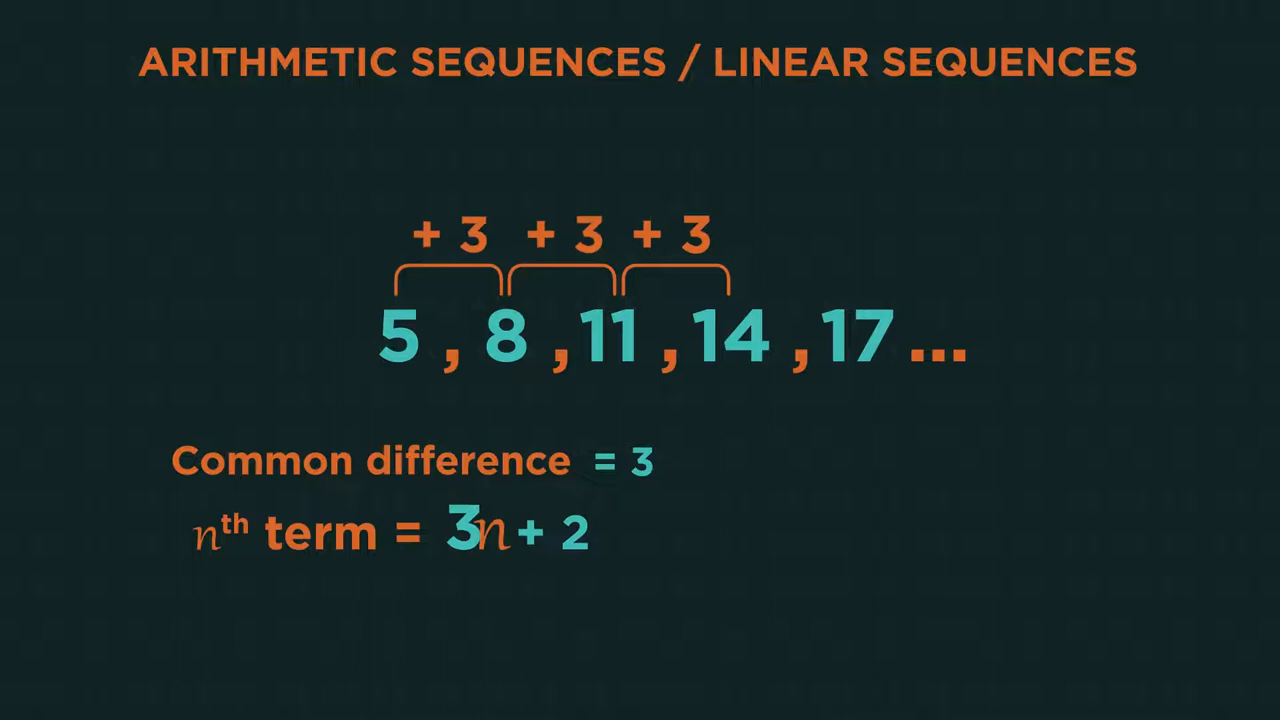 ARITHMETIC SEQUENCES / LINEAR SEQUENCES
+ 3 + 3 + 3
5 , 8 , 11 , 14 , 17 ...
Common difference = 3
nᵗʰ term = 3n + 2